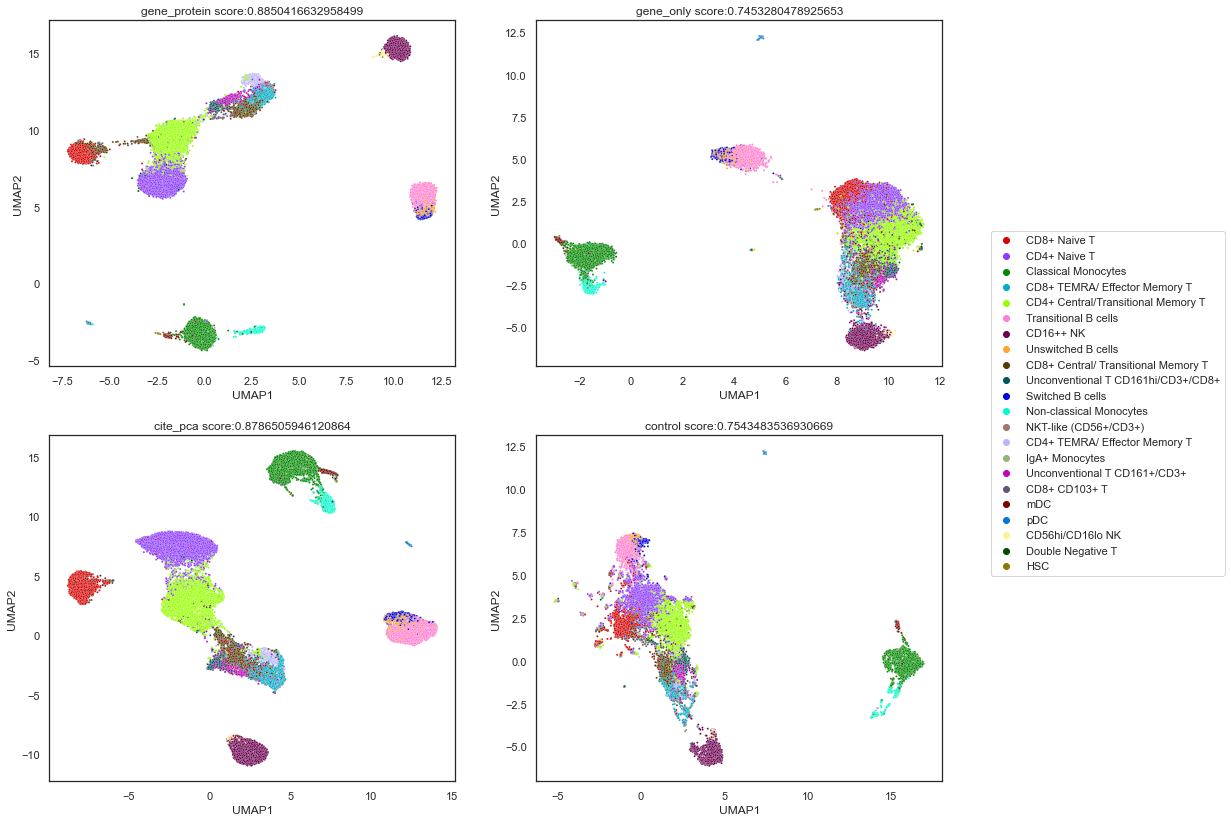 gene_protein score:0.8850416632958499
15
10
5
0
−5
UMAP2
−7.5 −5.0 −2.5 0.0 2.5 5.0 7.5 10.0 12.5
UMAP1
gene_only score:0.7453280478925653
12.5
10.0
7.5
5.0
2.5
0.0
−2.5
−5.0
UMAP2
−2 0 2 4 6 8 10 12
UMAP1
cite_pca score:0.8786505946120864
15
10
5
0
−5
−10
UMAP2
−5 0 5 10 15
UMAP1
control score:0.7543483536930669
12.5
10.0
7.5
5.0
2.5
0.0
−2.5
−5.0
UMAP2
−5 0 5 10 15
UMAP1
CD8+ Naive T
CD4+ Naive T
Classical Monocytes
CD8+ TEMRA/ Effector Memory T
CD4+ Central/Transitional Memory T
Transitional B cells
CD16++ NK
Unswitched B cells
CD8+ Central/ Transitional Memory T
Unconventional T CD161hi/CD3+/CD8+
Switched B cells
Non-classical Monocytes
NKT-like (CD56+/CD3+)
CD4+ TEMRA/ Effector Memory T
IgA+ Monocytes
Unconventional T CD161+/CD3+
CD8+ CD103+ T
mDC
pDC
CD56hi/CD16lo NK
Double Negative T
HSC